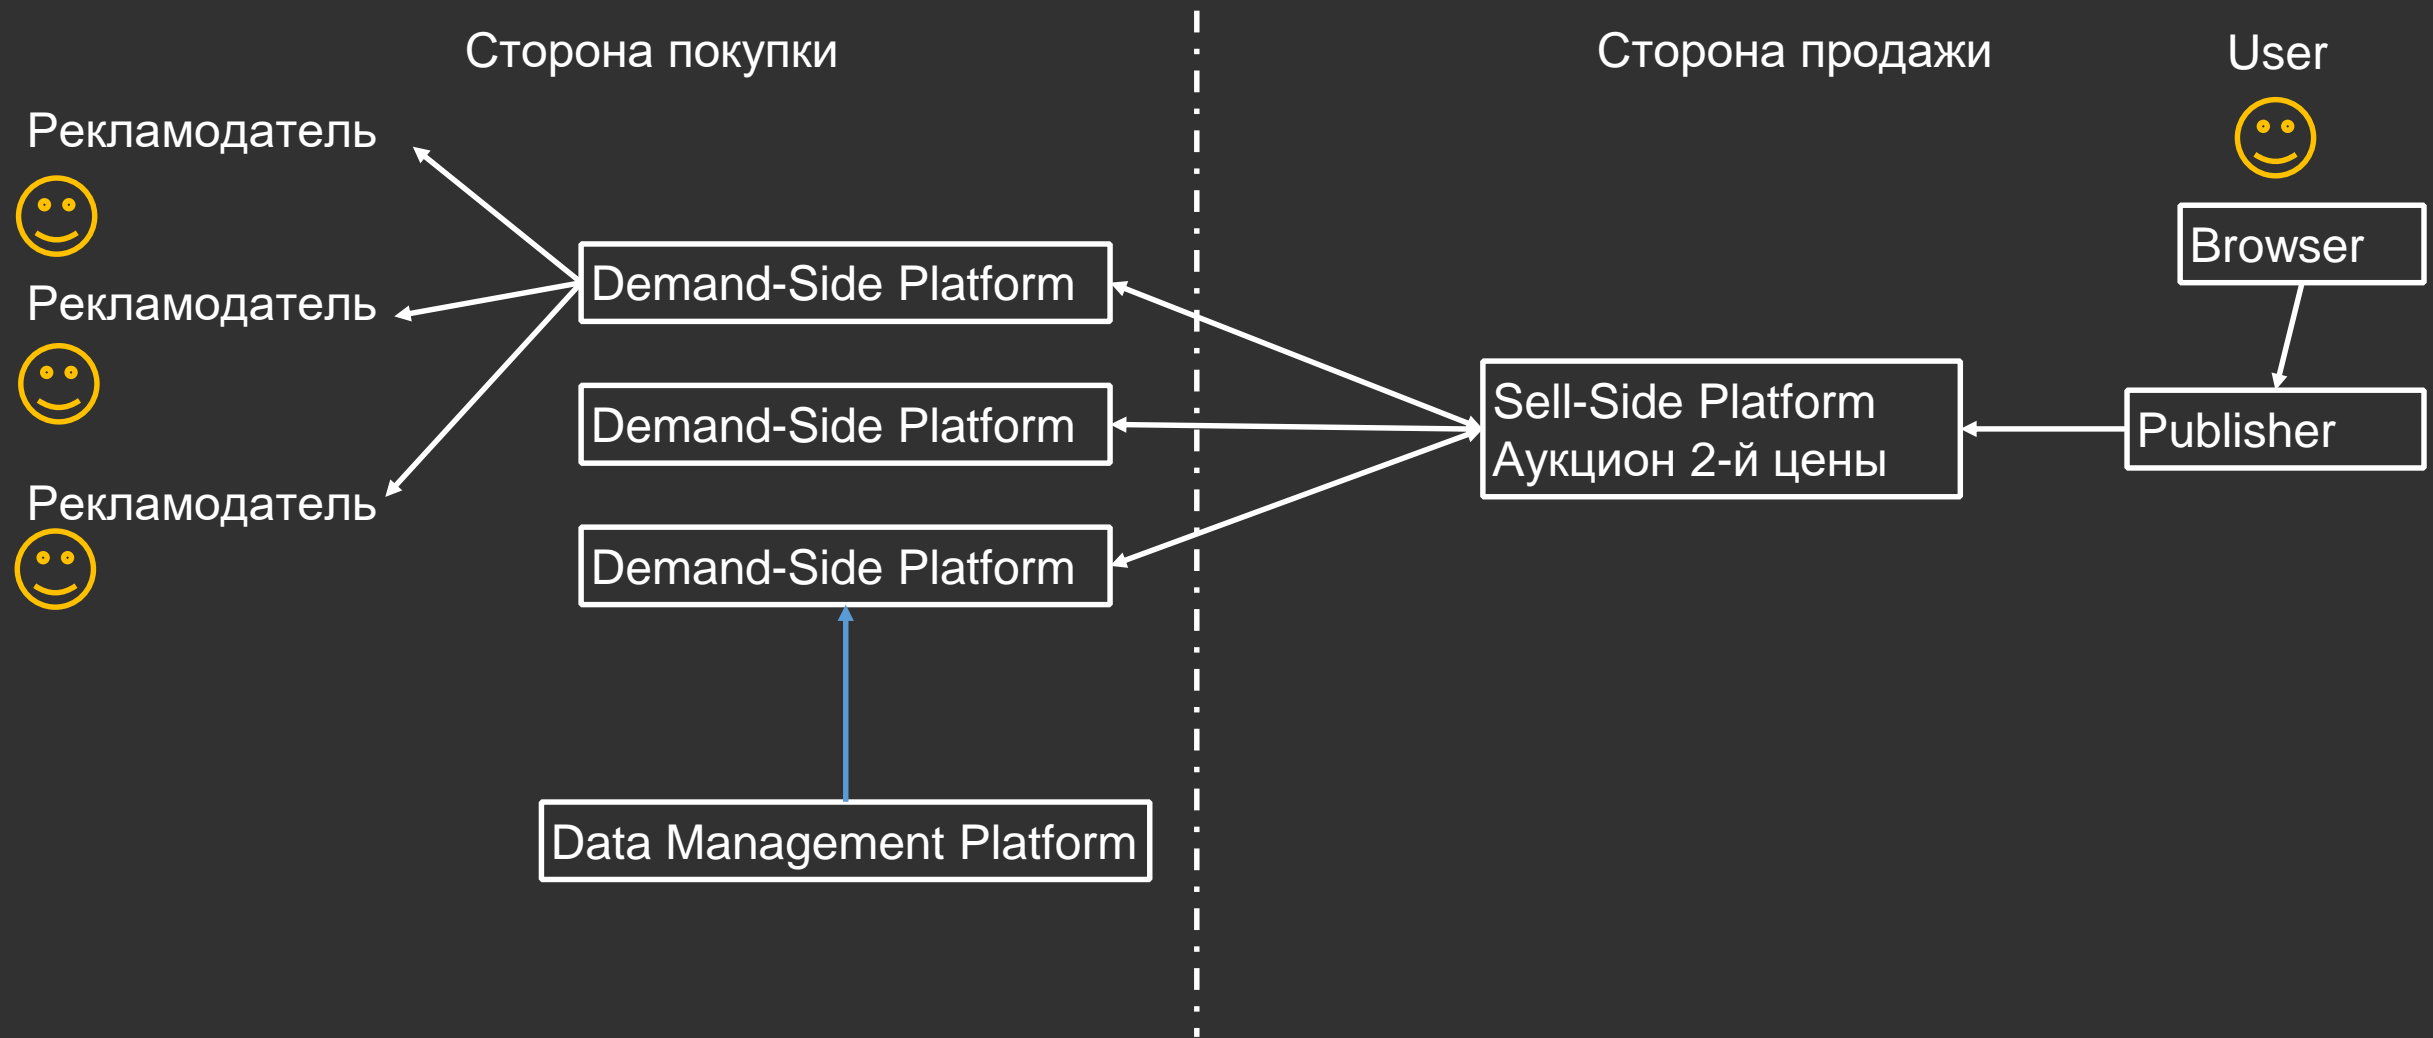 Сторона покупки
Сторона продажи
User
Рекламодатель
Рекламодатель
Рекламодатель
Demand-Side Platform
Demand-Side Platform
Demand-Side Platform
Data Management Platform
Sell-Side Platform
Аукцион 2-й цены
Browser
Publisher